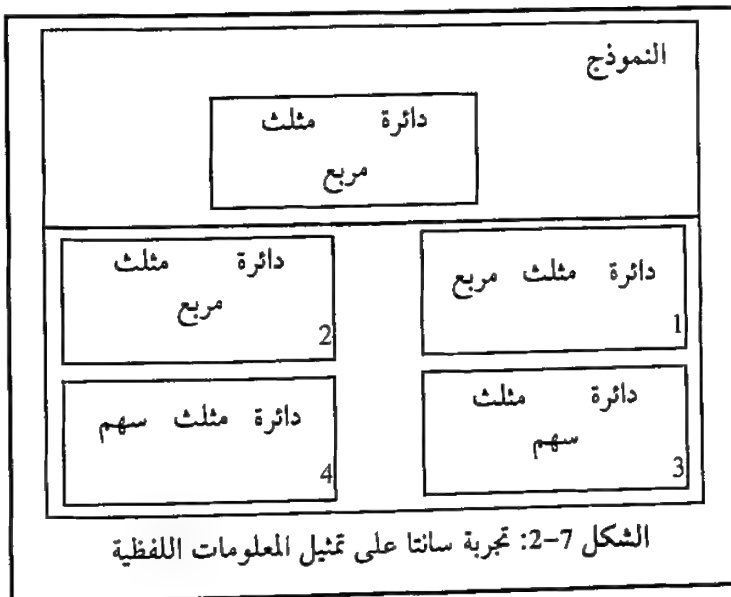 النموذج
دائرة مثلث
مربع
دائرة مثلث مربع
1
دائرة مثلث
مربع
2
دائرة مثلث
سهم
3
دائرة مثلث سهم
4
الشكل 7-2: تجربة سانتا على تمثيل المعلومات اللفظية